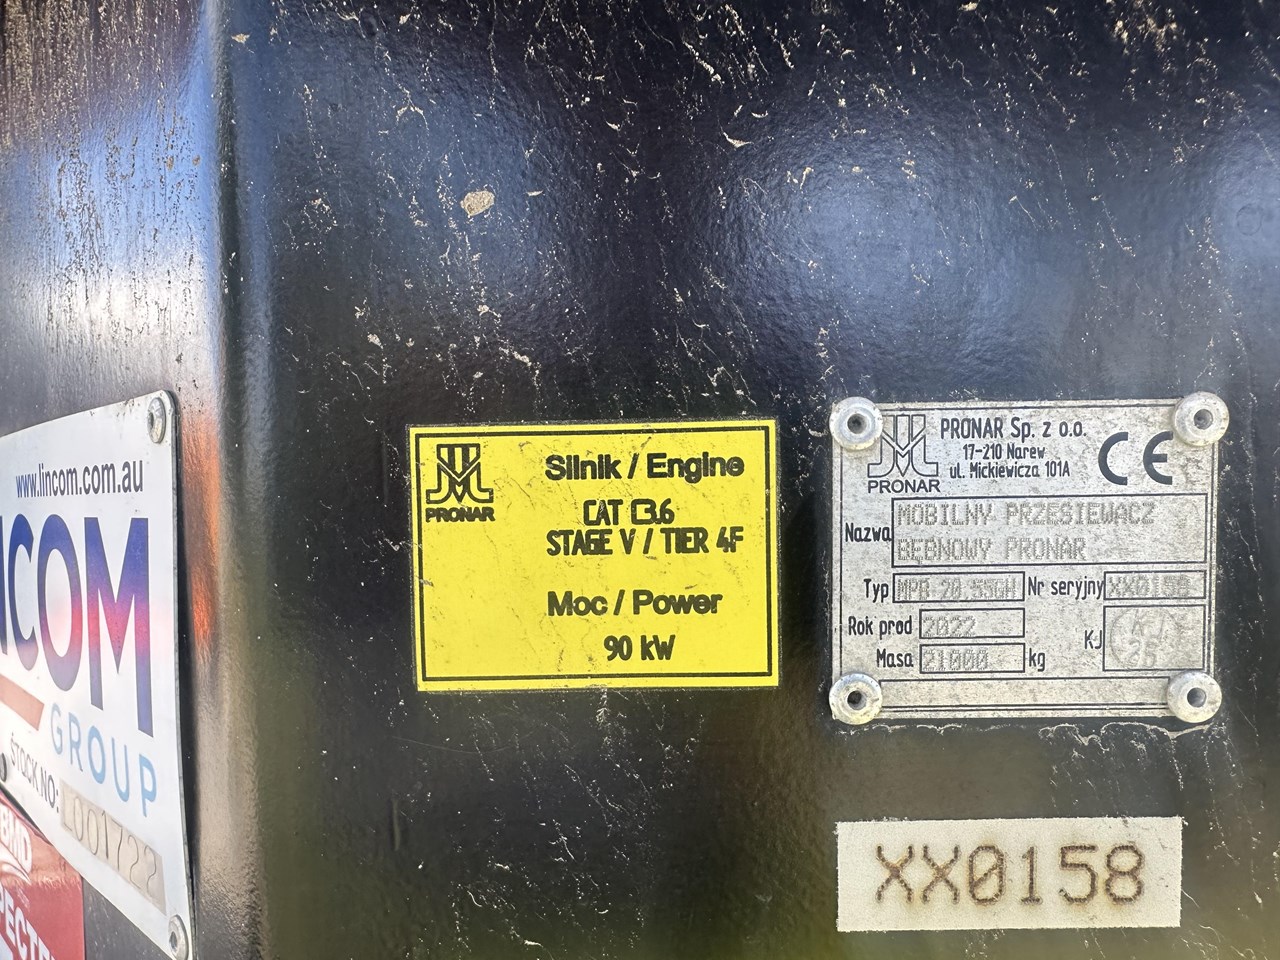 www.lincom.com.au
COM
GROUP
STOCK NO:
L001722
PRONAR
Silnik / Engine
CAT C3.6
STAGE V / TIER 4F
Moc / Power
90 kW
PRONAR
PRONAR Sp. z o.o.
17-210 Narew
ul. Mickiewicza 101A
CE
Nazwa MOBILNY PRZESIEWACZ
BĘBNOWY PRONAR
Typ MPB 20.55GH Nr seryjny XX0158
Rok prod 2022
KJ
Masa 21000 kg
XX0158